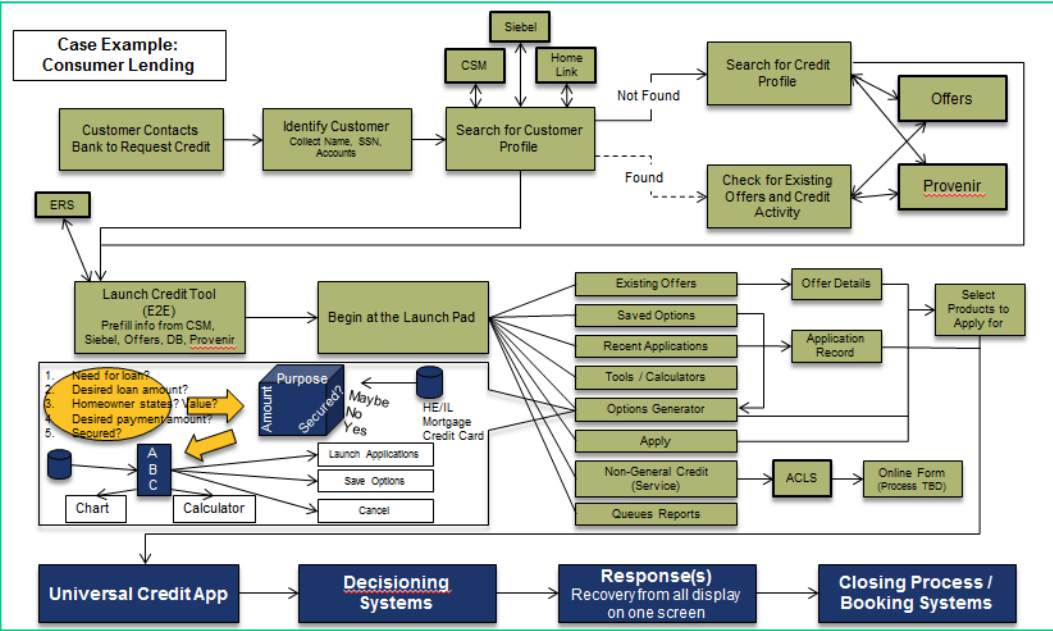 Case Example:
Consumer Lending
Siebel
CSM
Home
Link
Search for Credit
Profile
Not Found
Offers
Customer Contacts
Bank to Request Credit
Identify Customer
Collect Name, SSN,
Accounts
Search for Customer
Profile
Found
Check for Existing
Offers and Credit
Activity
Provenir
ERS
Launch Credit Tool
(E2E)
Prefill info from CSM,
Siebel, Offers, DB, Provenir
Begin at the Launch Pad
Existing Offers
Offer Details
Select
Products to
Apply for
Saved Options
Recent Applications
Application
Record
Tools / Calculators
Options Generator
Apply
Non-General Credit
(Service)
ACLS
Online Form
(Process TBD)
Queues Reports
1. Need for loan?
2. Desired loan amount?
3. Homeowner states? Value?
4. Desired payment amount?
5. Secured?
Purpose
Amount
Secured?
Maybe
No
Yes
HE/IL
Mortgage
Credit Card
A
B
C
Launch Applications
Save Options
Cancel
Chart
Calculator
Universal Credit App
Decisioning
Systems
Response(s)
Recovery from all display
on one screen
Closing Process /
Booking Systems